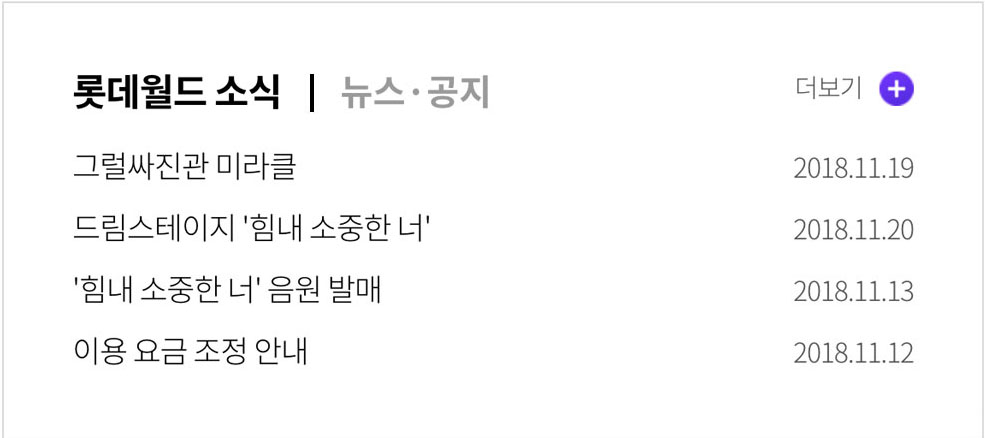 롯데월드 소식 | 뉴스·공지 더보기 +
그럴싸진관 미라클 2018.11.19
드림스테이지 '힘내 소중한 너' 2018.11.20
'힘내 소중한 너' 음원 발매 2018.11.13
이용 요금 조정 안내 2018.11.12